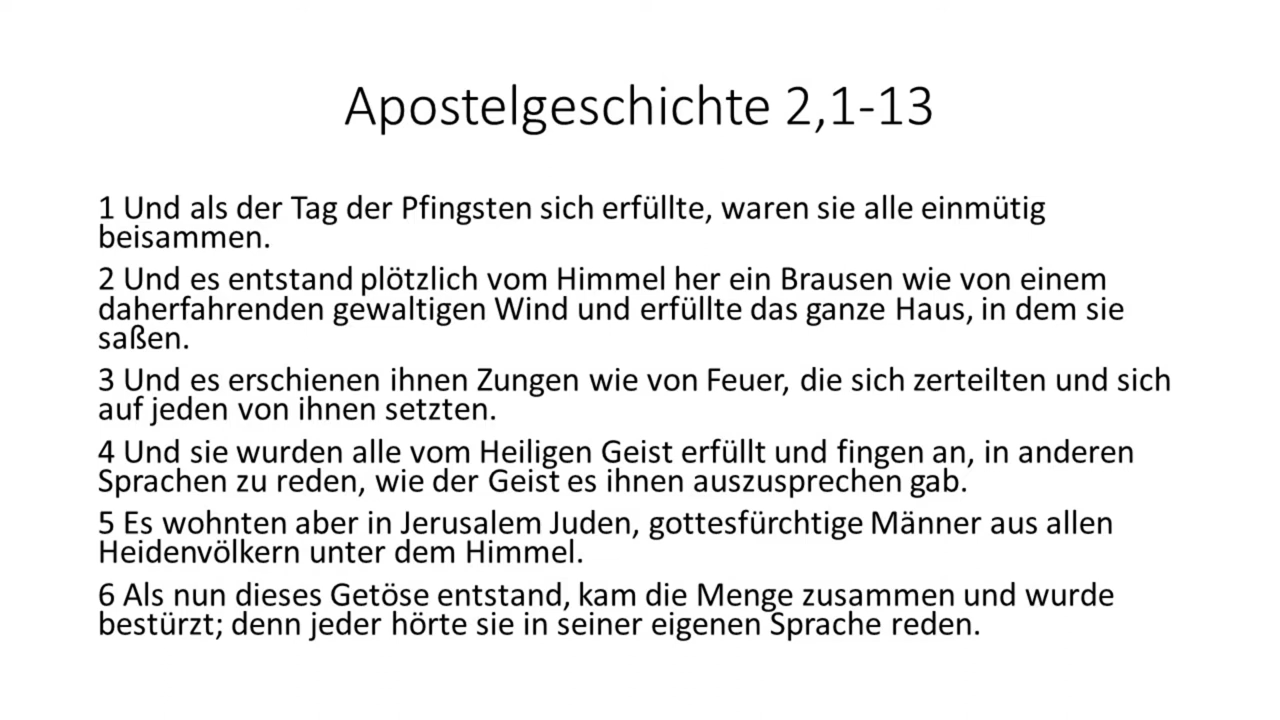 Apostelgeschichte 2,1-13
1 Und als der Tag der Pfingsten sich erfüllte, waren sie alle einmütig
beisammen.
2 Und es entstand plötzlich vom Himmel her ein Brausen wie von einem
daherfahrenden gewaltigen Wind und erfüllte das ganze Haus, in dem sie
saßen.
3 Und es erschienen ihnen Zungen wie von Feuer, die sich zerteilten und sich
auf jeden von ihnen setzten.
4 Und sie wurden alle vom Heiligen Geist erfüllt und fingen an, in anderen
Sprachen zu reden, wie der Geist es ihnen auszusprechen gab.
5 Es wohnten aber in Jerusalem Juden, gottesfürchtige Männer aus allen
Heidenvölkern unter dem Himmel.
6 Als nun dieses Getöse entstand, kam die Menge zusammen und wurde
bestürzt; denn jeder hörte sie in seiner eigenen Sprache reden.